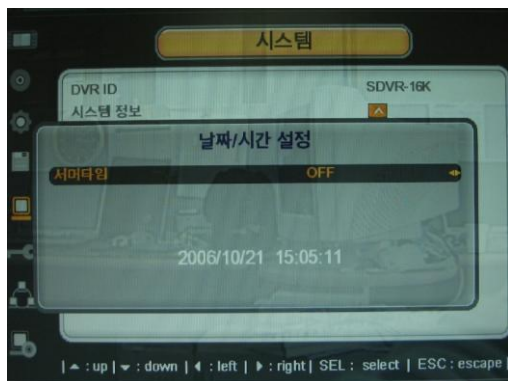 시스템
DVR ID SDVR-16K
시스템 정보
날짜/시간 설정
서머타임 OFF
2006/10/21 15:05:11
▲ : up | ▼ : down | ◀ : left | ▶ : right | SEL : select | ESC : escape